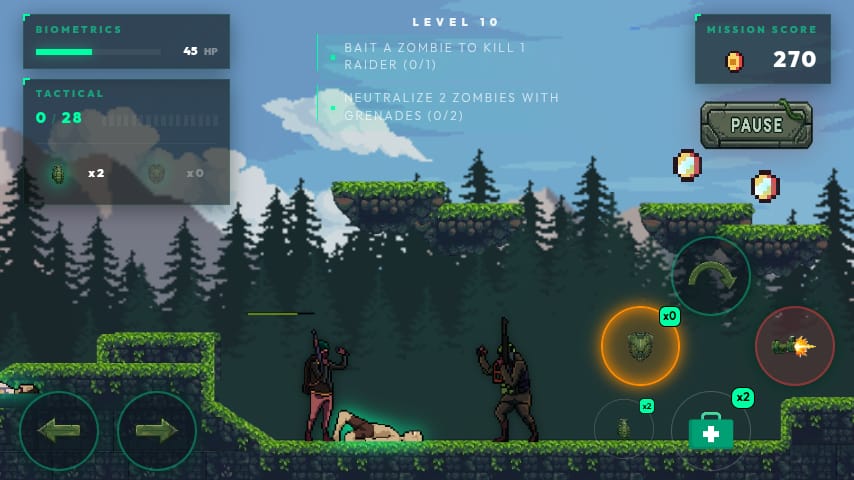 LEVEL 10
BIOMETRICS
45 HP
TACTICAL
0 / 28
x2
x0
BAIT A ZOMBIE TO KILL 1
RAIDER (0/1)
NEUTRALIZE 2 ZOMBIES WITH
GRENADES (0/2)
MISSION SCORE
270
PAUSE
x0
x2
x2